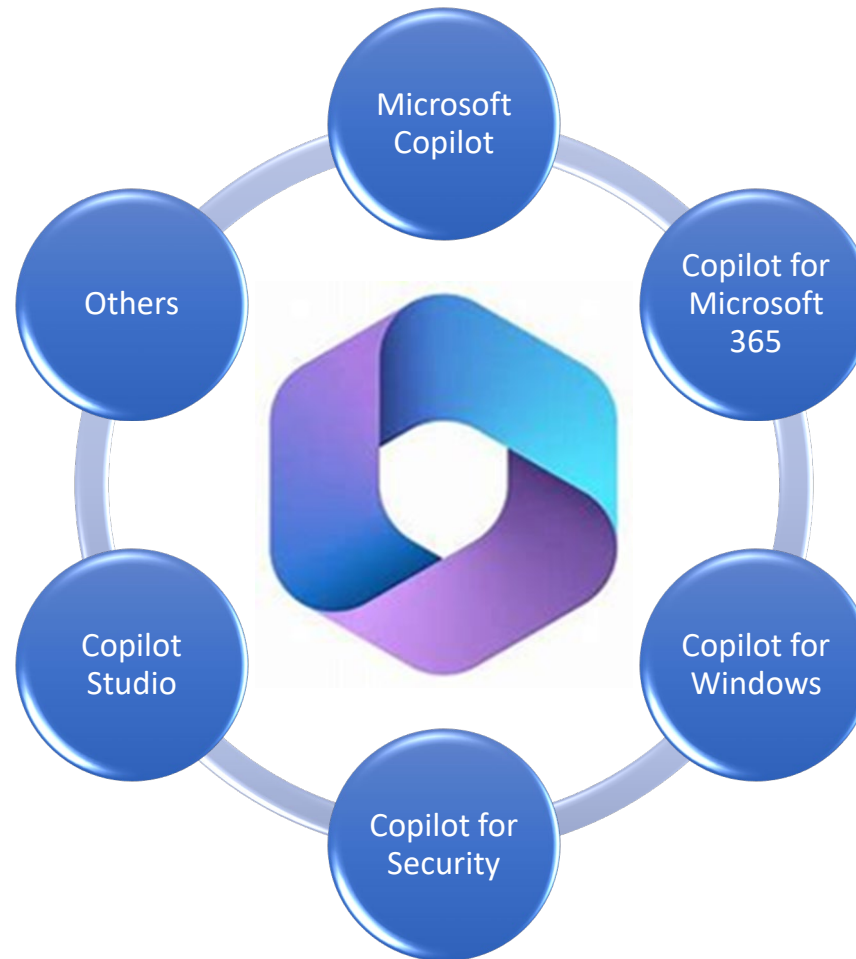 Microsoft
Copilot
Copilot for
Microsoft
365
Copilot for
Windows
Copilot for
Security
Copilot
Studio
Others